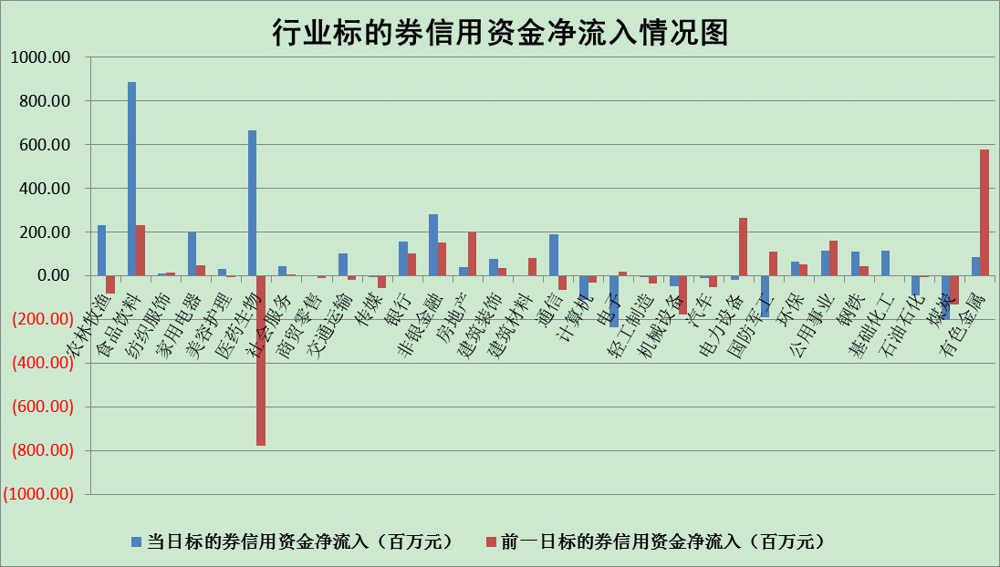 行业标的券信用资金净流入情况图
1000.00
800.00
600.00
400.00
200.00
0.00
(200.00)
(400.00)
(600.00)
(800.00)
(1000.00)
农林牧渔
食品饮料
纺织服饰
家用电器
美容护理
医药生物
社会服务
商贸零售
交通运输
传媒
银行
非银金融
房地产
建筑装饰
建筑材料
通信
计算机
电子
轻工制造
机械设备
汽车
电力设备
国防军工
环保
公用事业
钢铁
基础化工
石油石化
煤炭
有色金属
当日标的券信用资金净流入（百万元）
前一日标的券信用资金净流入（百万元）